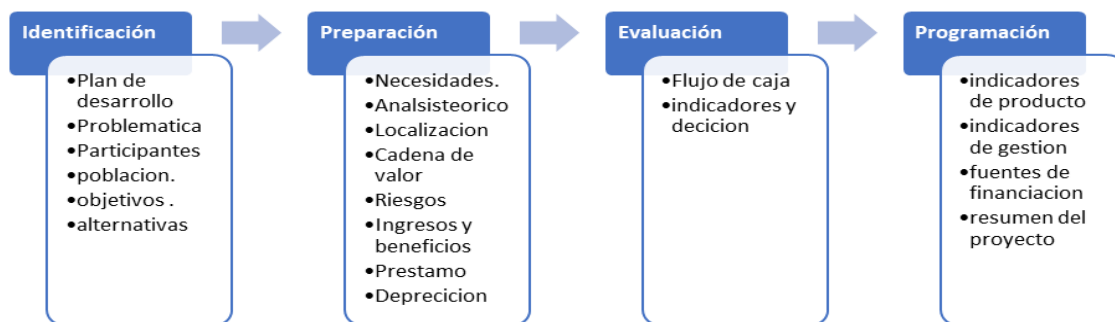 Identificación
•Plan de
desarrollo
•Problematica
•Participantes
•poblacion.
•objetivos .
•alternativas
Preparación
•Necesidades.
•Analsisteorico
•Localizacion
•Cadena de
valor
•Riesgos
•Ingresos y
beneficios
•Prestamo
•Deprecicion
Evaluación
•Flujo de caja
•indicadores y
decicion
Programación
•indicadores
de producto
•indicadores
de gestion
•fuentes de
financiacion
•resumen del
proyecto